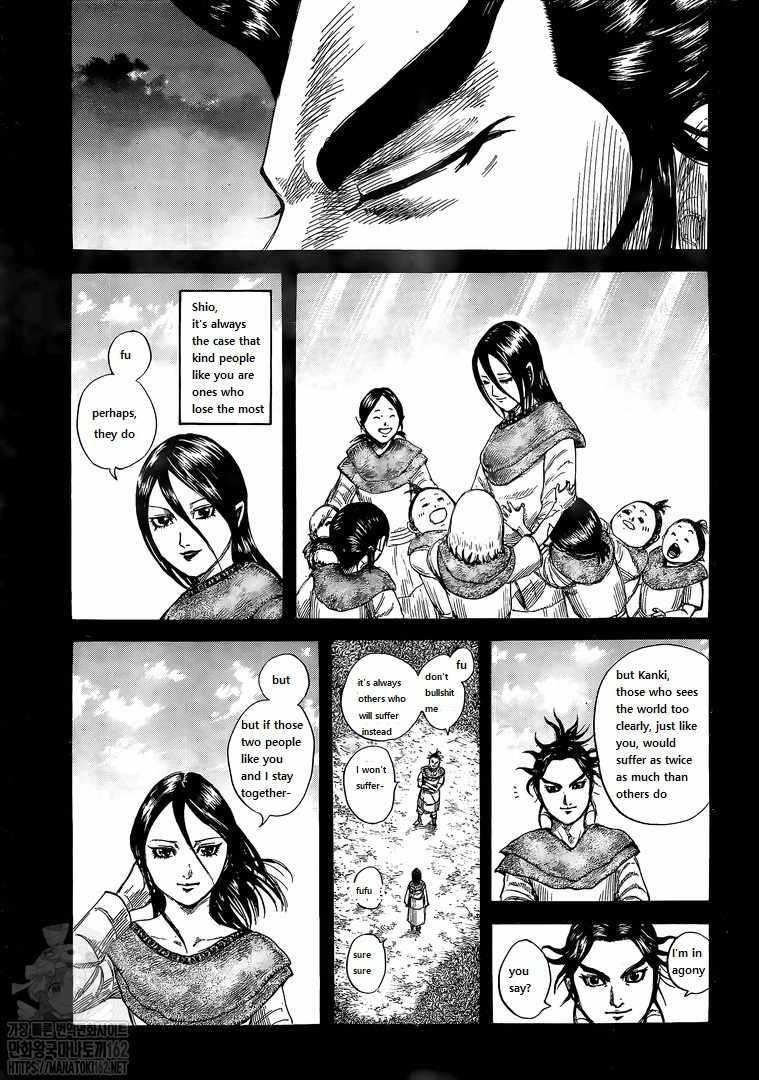 Shio,
it's always
the case that
kind people
like you are
ones who
lose the most
fu
perhaps,
they do
but Kanki,
those who sees
the world too
clearly, just like
you, would
suffer as twice
as much than
others do
I'm in
agony
you
say?
fu
don't
bullshit
me
it's always
others who
will suffer
instead
I won't
suffer-
fufu
sure
sure
but
but if those
two people
like you
and I stay
together-
가장 빠른 번역만화사이트
만화왕국마나토끼162
HTTPS://MANATOKI162.NET